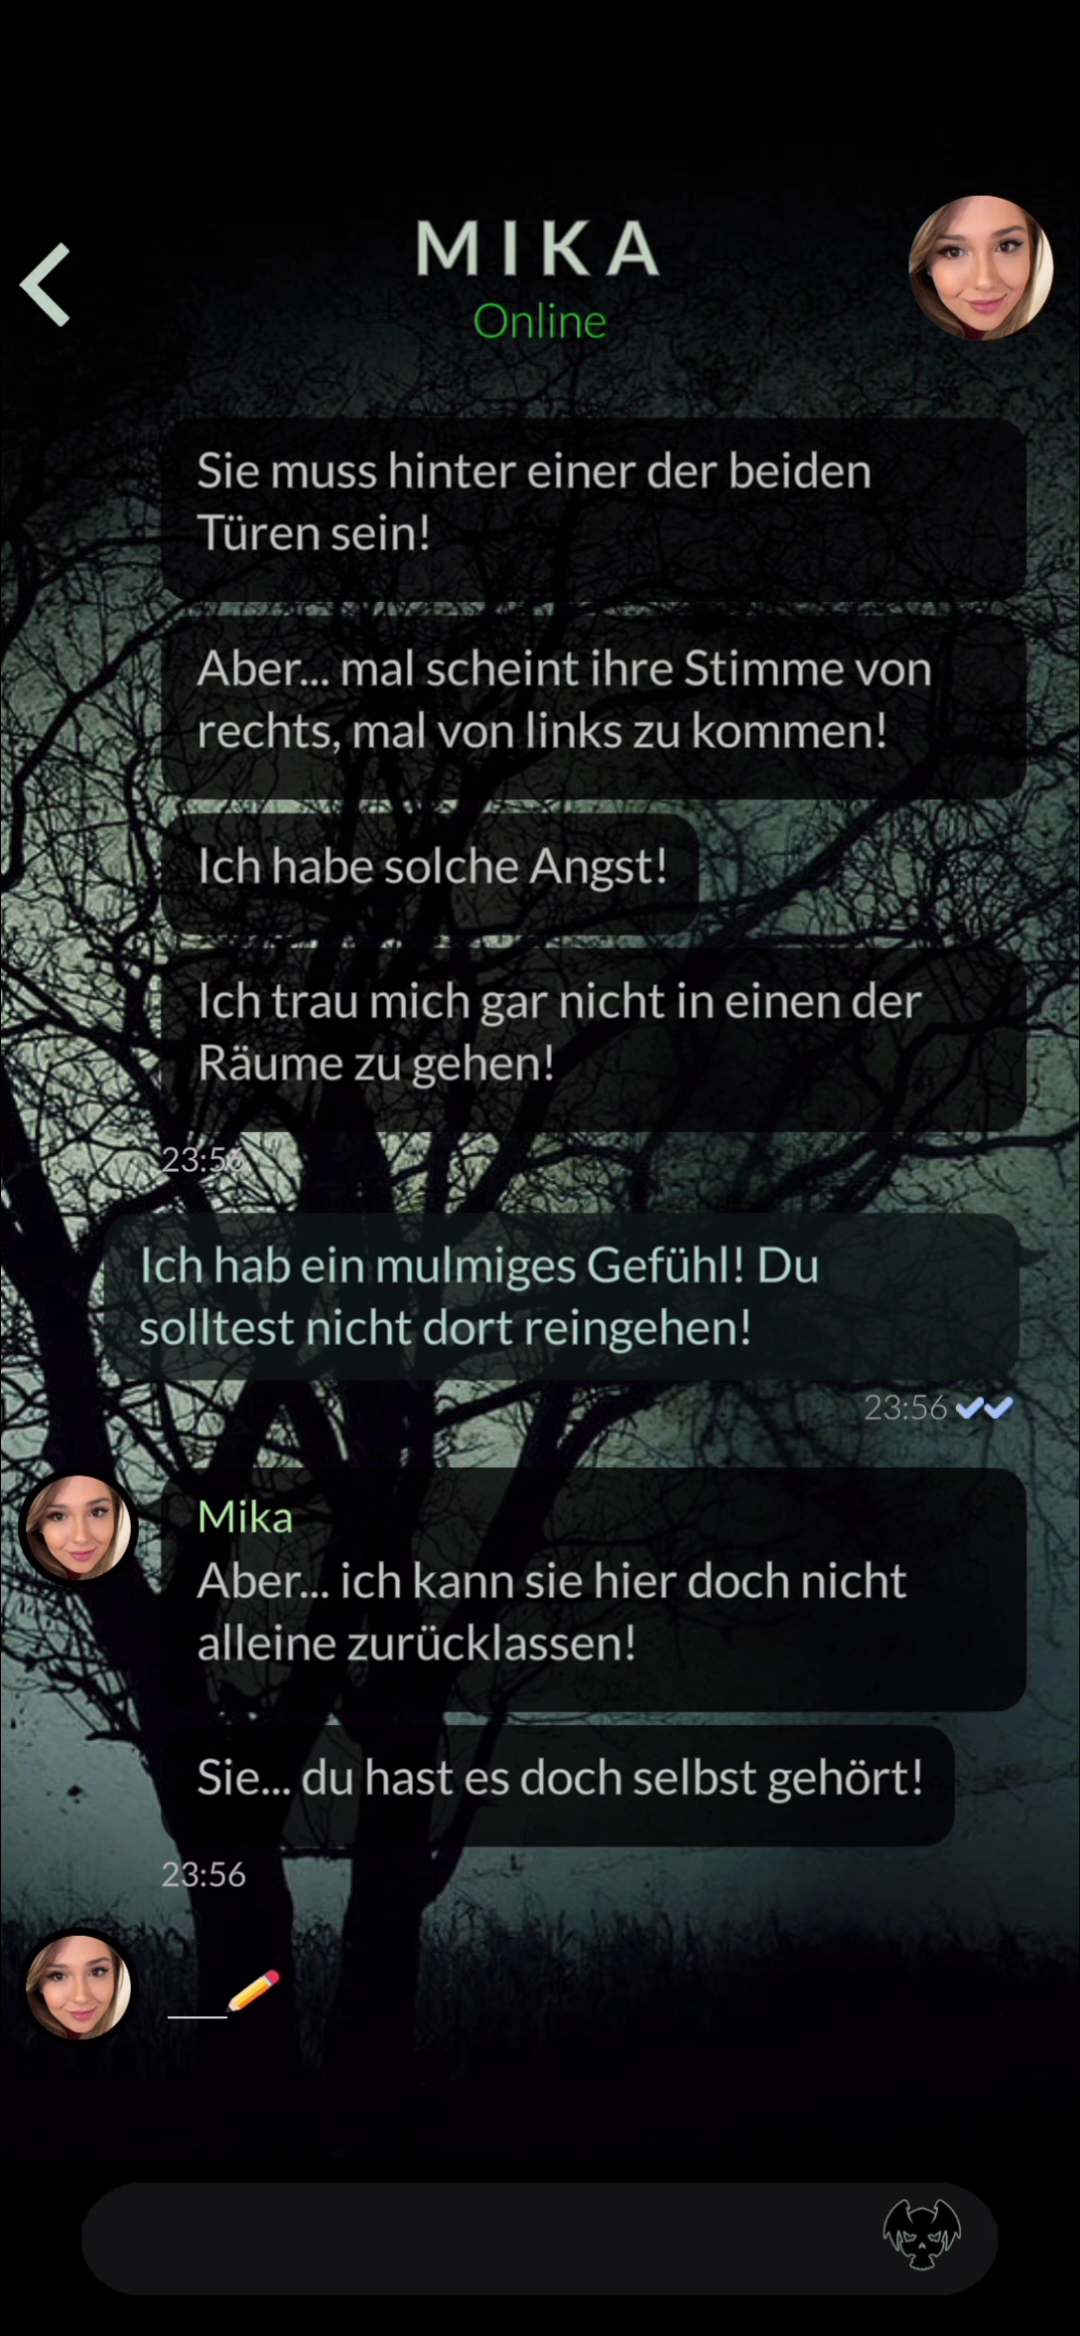 MIKA
Online
Sie muss hinter einer der beiden
Türen sein!
Aber... mal scheint ihre Stimme von
rechts, mal von links zu kommen!
Ich habe solche Angst!
Ich trau mich gar nicht in einen der
Räume zu gehen!
23:56
Ich hab ein mulmiges Gefühl! Du
solltest nicht dort reingehen!
23:56
Mika
Aber... ich kann sie hier doch nicht
alleine zurücklassen!
Sie... du hast es doch selbst gehört!
23:56